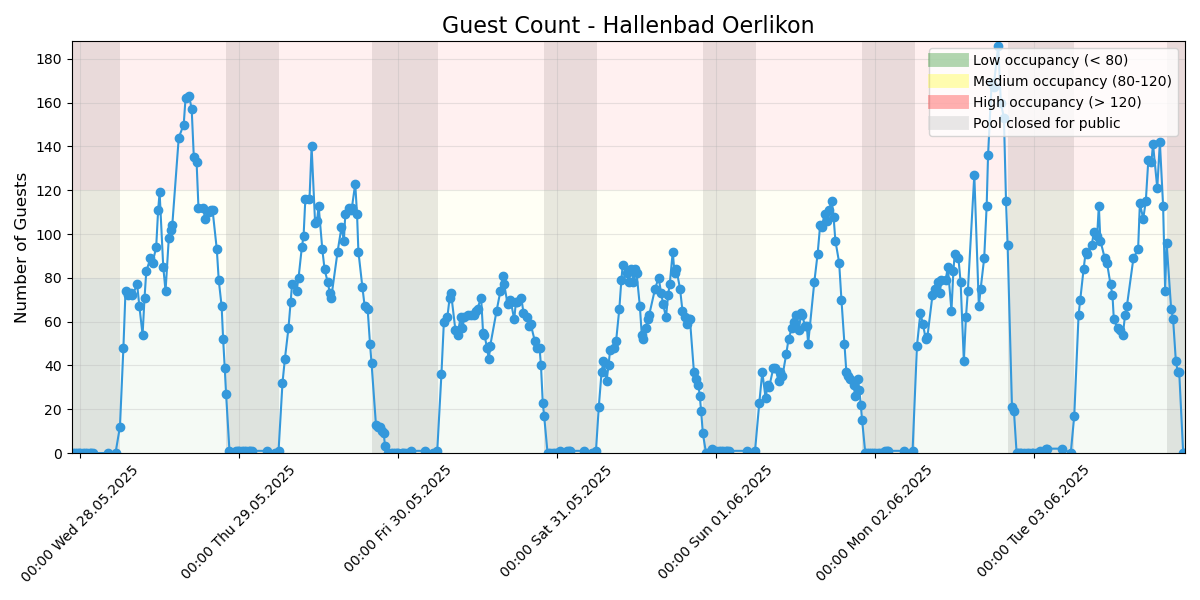 Guest Count - Hallenbad Oerlikon
Number of Guests
180
160
140
120
100
80
60
40
20
0
Low occupancy (< 80)
Medium occupancy (80-120)
High occupancy (> 120)
Pool closed for public
00:00 Wed 28.05.2025
00:00 Thu 29.05.2025
00:00 Fri 30.05.2025
00:00 Sat 31.05.2025
00:00 Sun 01.06.2025
00:00 Mon 02.06.2025
00:00 Tue 03.06.2025